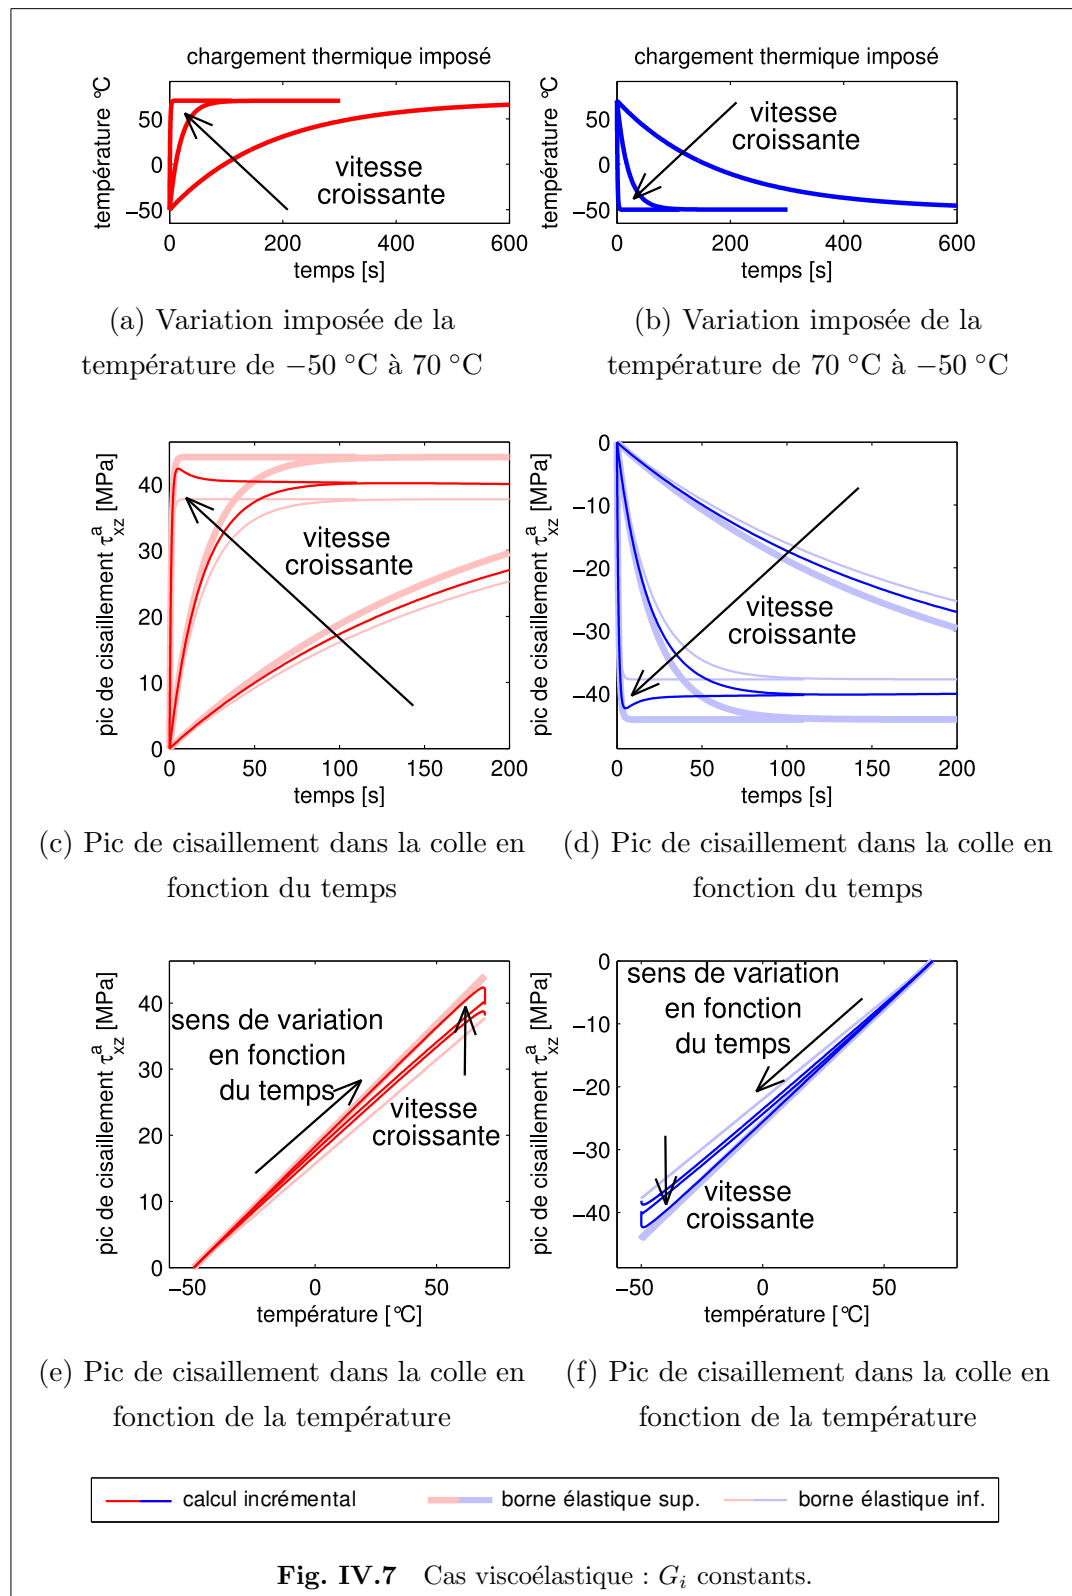 chargement thermique imposé
température °C
50
0
−50
vitesse
croissante
0 200 400 600
temps [s]
(a) Variation imposée de la
température de −50 °C à 70 °C
chargement thermique imposé
température °C
50
0
−50
vitesse
croissante
0 200 400 600
temps [s]
(b) Variation imposée de la
température de 70 °C à −50 °C
pic de cisaillement τ^a_xz [MPa]
40
30
20
10
0
vitesse
croissante
0 50 100 150 200
temps [s]
(c) Pic de cisaillement dans la colle en
fonction du temps
pic de cisaillement τ^a_xz [MPa]
0
−10
−20
−30
−40
vitesse
croissante
0 50 100 150 200
temps [s]
(d) Pic de cisaillement dans la colle en
fonction du temps
pic de cisaillement τ^a_xz [MPa]
40
30
20
10
0
sens de variation
en fonction
du temps
vitesse
croissante
−50 0 50
température [°C]
(e) Pic de cisaillement dans la colle en
fonction de la température
pic de cisaillement τ^a_xz [MPa]
0
−10
−20
−30
−40
sens de variation
en fonction
du temps
vitesse
croissante
−50 0 50
température [°C]
(f) Pic de cisaillement dans la colle en
fonction de la température
calcul incrémental borne élastique sup. borne élastique inf.
Fig. IV.7 Cas viscoélastique : G_i constants.